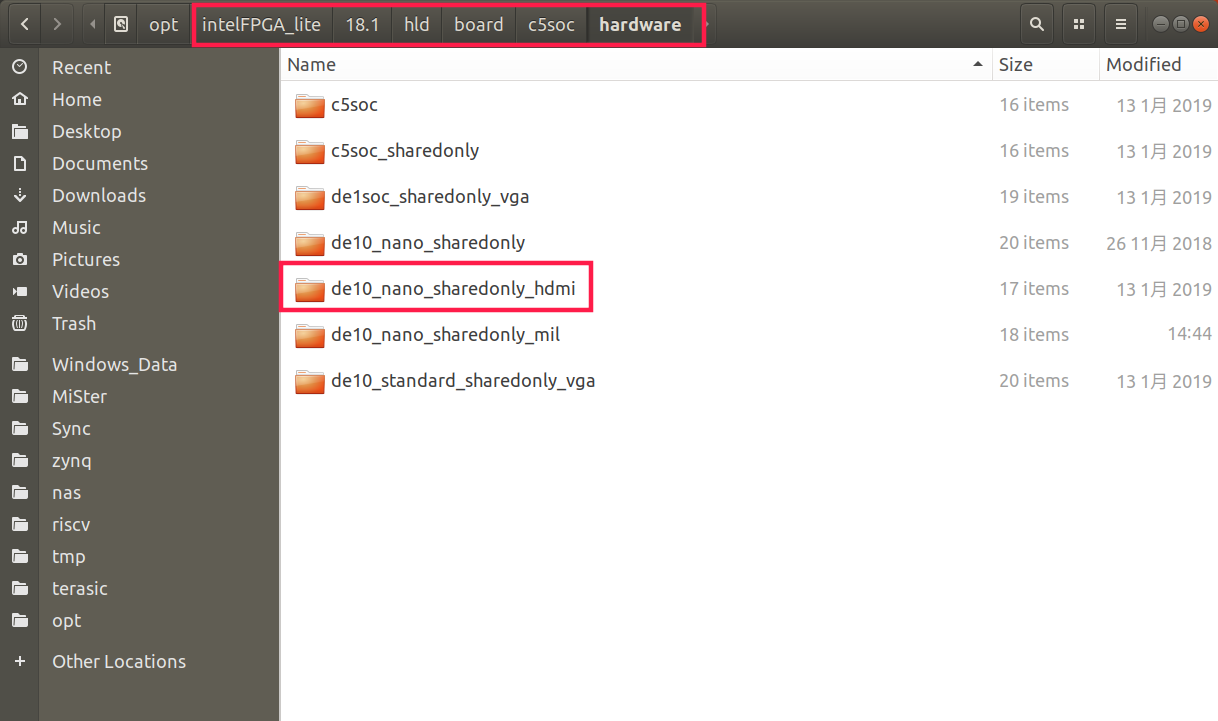 opt intelFPGA_lite 18.1 hld board c5soc hardware
Recent
Home
Desktop
Documents
Downloads
Music
Pictures
Videos
Trash
Windows_Data
MiSter
Sync
zynq
nas
riscv
tmp
terasic
opt
+ Other Locations
Name Size Modified
c5soc 16 items 13 1月 2019
c5soc_sharedonly 16 items 13 1月 2019
de1soc_sharedonly_vga 19 items 13 1月 2019
de10_nano_sharedonly 20 items 26 11月 2018
de10_nano_sharedonly_hdmi 17 items 13 1月 2019
de10_nano_sharedonly_mil 18 items 14:44
de10_standard_sharedonly_vga 20 items 13 1月 2019